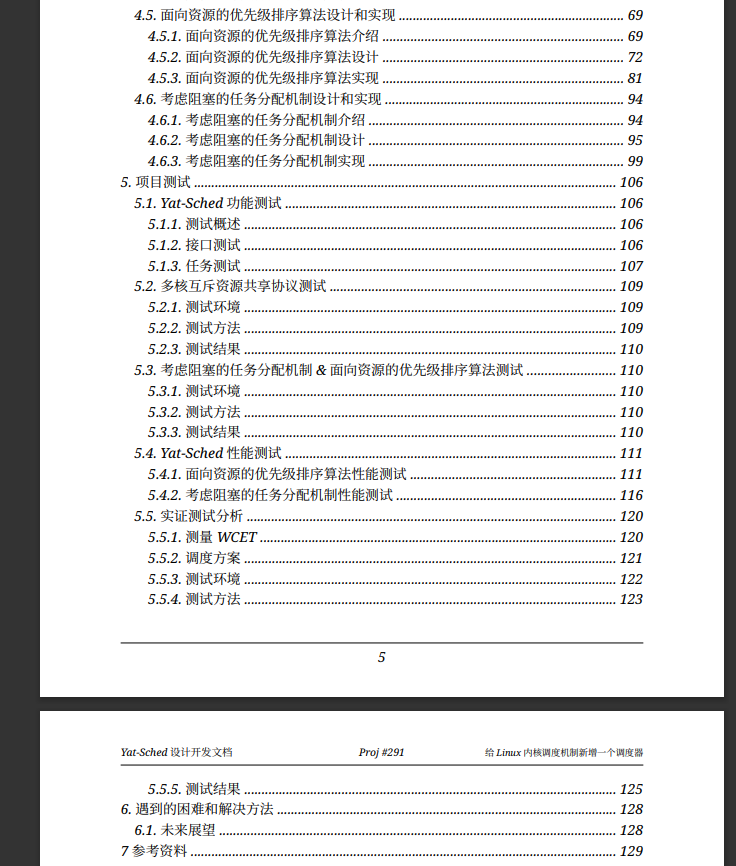 4.5. 面向资源的优先级排序算法设计和实现 ................................................................ 69
4.5.1. 面向资源的优先级排序算法介绍 ................................................................ 69
4.5.2. 面向资源的优先级排序算法设计 ................................................................ 72
4.5.3. 面向资源的优先级排序算法实现 ................................................................ 81
4.6. 考虑阻塞的任务分配机制设计和实现 ................................................................ 94
4.6.1. 考虑阻塞的任务分配机制介绍 ................................................................ 94
4.6.2. 考虑阻塞的任务分配机制设计 ................................................................ 95
4.6.3. 考虑阻塞的任务分配机制实现 ................................................................ 99
5. 项目测试 ................................................................ 106
5.1. Yat-Sched 功能测试 ................................................................ 106
5.1.1. 测试概述 ................................................................ 106
5.1.2. 接口测试 ................................................................ 106
5.1.3. 任务测试 ................................................................ 107
5.2. 多核互斥资源共享协议测试 ................................................................ 109
5.2.1. 测试环境 ................................................................ 109
5.2.2. 测试方法 ................................................................ 109
5.2.3. 测试结果 ................................................................ 110
5.3. 考虑阻塞的任务分配机制 & 面向资源的优先级排序算法测试 .......................... 110
5.3.1. 测试环境 ................................................................ 110
5.3.2. 测试方法 ................................................................ 110
5.3.3. 测试结果 ................................................................ 110
5.4. Yat-Sched 性能测试 ................................................................ 111
5.4.1. 面向资源的优先级排序算法性能测试 ................................................................ 111
5.4.2. 考虑阻塞的任务分配机制性能测试 ................................................................ 116
5.5. 实证测试分析 ................................................................ 120
5.5.1. 测量 WCET ................................................................ 120
5.5.2. 调度方案 ................................................................ 121
5.5.3. 测试环境 ................................................................ 122
5.5.4. 测试方法 ................................................................ 123
5
Yat-Sched 设计开发文档 Proj #291 给 Linux 内核调度机制新增一个调度器
5.5.5. 测试结果 ................................................................ 125
6. 遇到的困难和解决方法 ................................................................ 128
6.1. 未来展望 ................................................................ 128
7 参考资料 ................................................................ 129